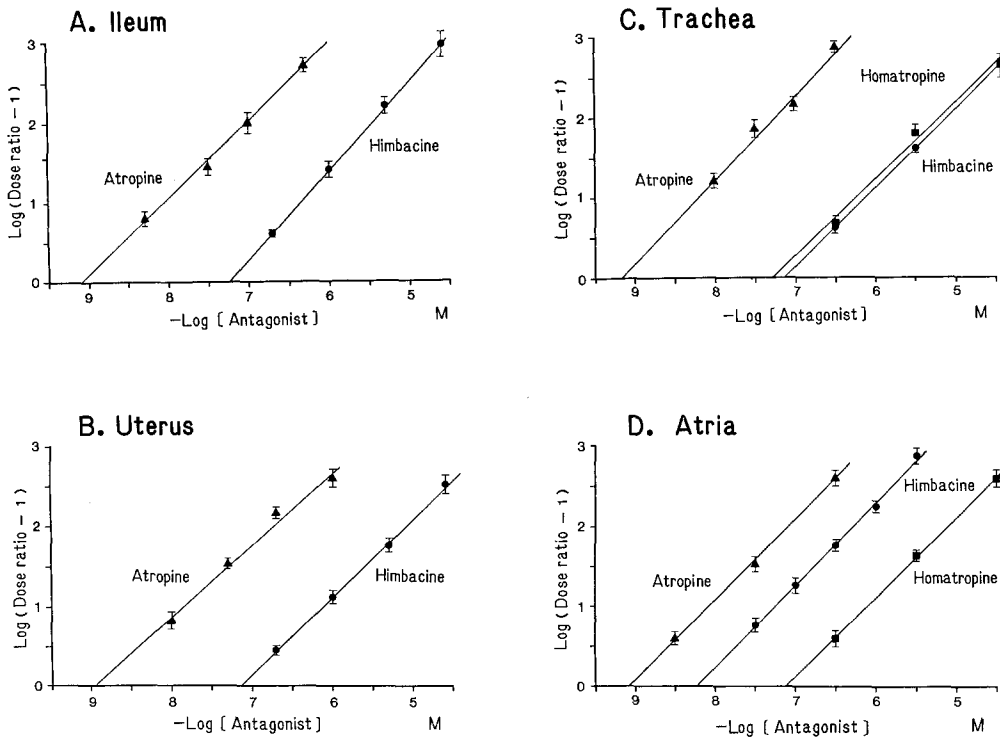 A. Ileum
Log (Dose ratio – 1)
3
2
1
0
Atropine
Himbacine
9 8 7 6 5
–Log [Antagonist] M
C. Trachea
Log (Dose ratio – 1)
3
2
1
0
Homatropine
Atropine
Himbacine
9 8 7 6 5
–Log [Antagonist] M
B. Uterus
Log (Dose ratio – 1)
3
2
1
0
Atropine
Himbacine
9 8 7 6 5
–Log [Antagonist] M
D. Atria
Log (Dose ratio – 1)
3
2
1
0
Himbacine
Atropine
Homatropine
9 8 7 6 5
–Log [Antagonist] M